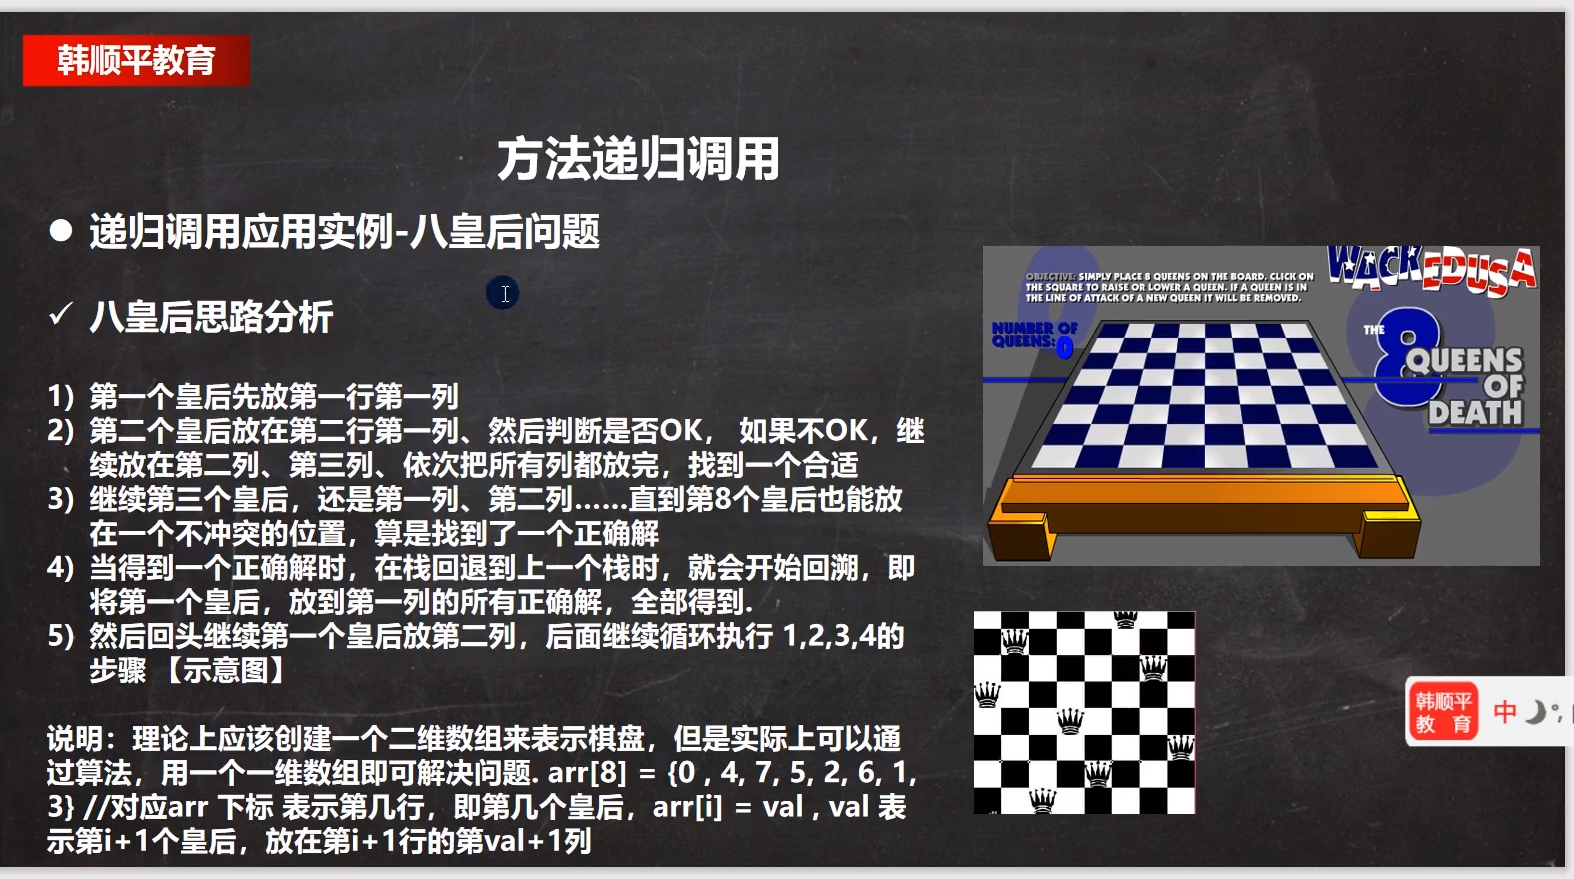 韩顺平教育
方法递归调用
● 递归调用应用实例-八皇后问题
✓ 八皇后思路分析
1) 第一个皇后先放第一行第一列
2) 第二个皇后放在第二行第一列、然后判断是否OK， 如果不OK，继
续放在第二列、第三列、依次把所有列都放完，找到一个合适
3) 继续第三个皇后，还是第一列、第二列……直到第8个皇后也能放
在一个不冲突的位置，算是找到了一个正确解
4) 当得到一个正确解时，在栈回退到上一个栈时，就会开始回溯，即
将第一个皇后，放到第一列的所有正确解，全部得到.
5) 然后回头继续第一个皇后放第二列，后面继续循环执行 1,2,3,4的
步骤 【示意图】
说明：理论上应该创建一个二维数组来表示棋盘，但是实际上可以通
过算法，用一个一维数组即可解决问题. arr[8] = {0 , 4, 7, 5, 2, 6, 1,
3} //对应arr 下标 表示第几行，即第几个皇后，arr[i] = val , val 表
示第i+1个皇后，放在第i+1行的第val+1列
WACKEDUSA
OBJECTIVE: SIMPLY PLACE 8 QUEENS ON THE BOARD. CLICK ON
THE SQUARE TO RAISE OR LOWER A QUEEN. IF A QUEEN IS IN
THE LINE OF ATTACK OF A NEW QUEEN IT WILL BE REMOVED.
NUMBER OF
QUEENS: 0
THE 8
QUEENS
OF
DEATH
韩顺平
教 育
中